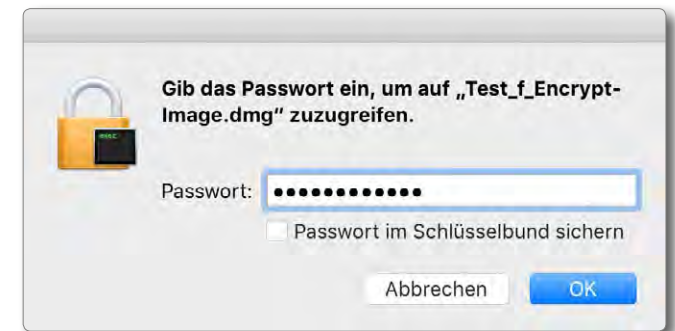 Gib das Passwort ein, um auf „Test_f_Encrypt-
Image.dmg“ zuzugreifen.
Passwort: ●●●●●●●●●●●●
Passwort im Schlüsselbund sichern
Abbrechen OK